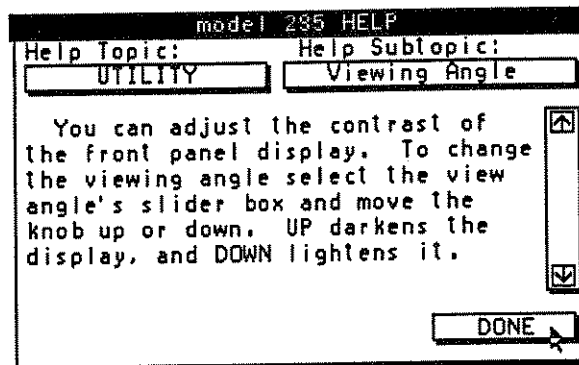 model 295 HELP
Help Topic: Help Subtopic:
UTILITY Viewing Angle
You can adjust the contrast of
the front panel display. To change
the viewing angle select the view
angle's slider box and move the
knob up or down. UP darkens the
display, and DOWN lightens it.
DONE